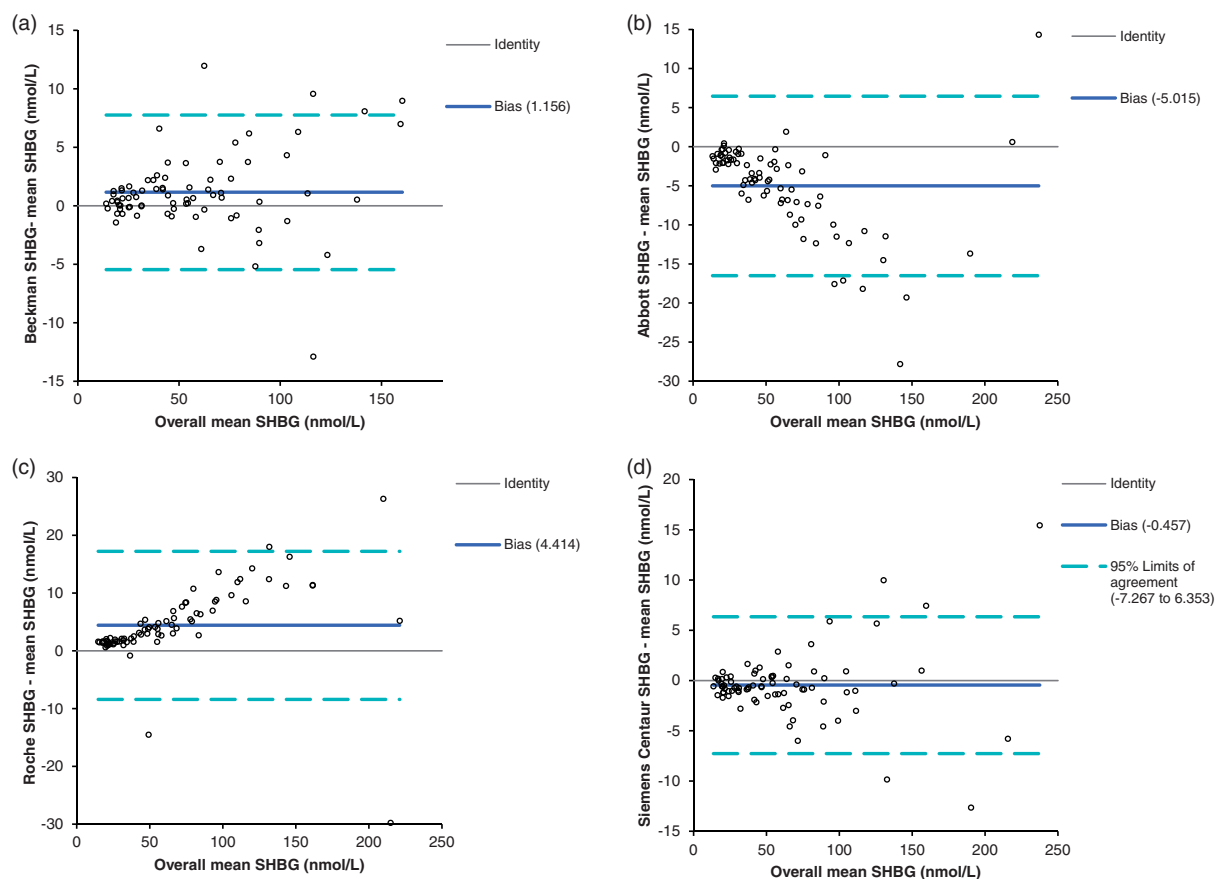 (a)
15
10
5
0
-5
-10
-15
0
50
100
150
Beckman SHBG- mean SHBG (nmol/L)
Overall mean SHBG (nmol/L)
Identity
Bias (1.156)
(b)
15
10
5
0
-5
-10
-15
-20
-25
-30
0
50
100
150
200
250
Abbott SHBG - mean SHBG (nmol/L)
Overall mean SHBG (nmol/L)
Identity
Bias (-5.015)
(c)
30
20
10
0
-10
-20
-30
0
50
100
150
200
250
Roche SHBG - mean SHBG (nmol/L)
Overall mean SHBG (nmol/L)
Identity
Bias (4.414)
(d)
20
15
10
5
0
-5
-10
-15
0
50
100
150
200
250
Siemens Centaur SHBG - mean SHBG (nmol/L)
Overall mean SHBG (nmol/L)
Identity
Bias (-0.457)
95% Limits of
agreement
(-7.267 to 6.353)